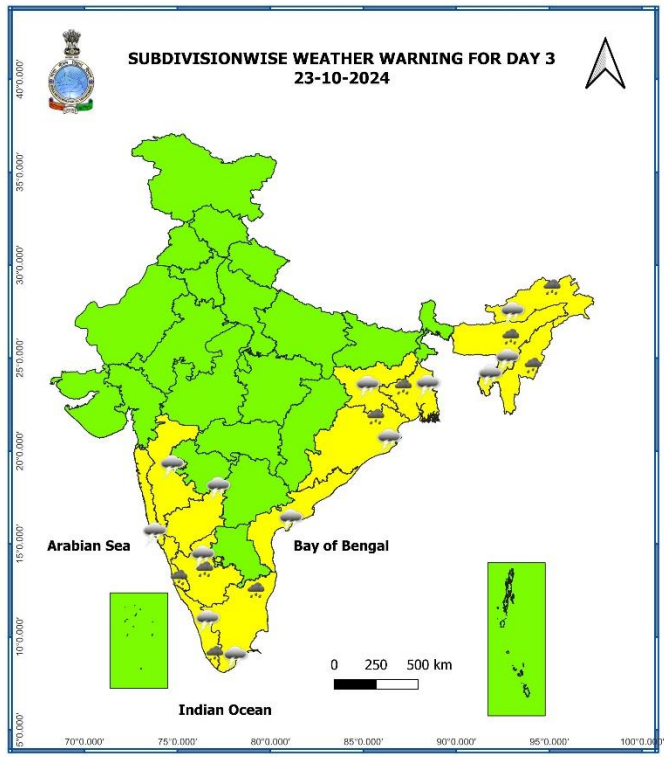 SUBDIVISIONWISE WEATHER WARNING FOR DAY 3
23-10-2024
40°0.000'
35°0.000'
30°0.000'
25°0.000'
20°0.000'
15°0.000'
10°0.000'
5°0.000'
Arabian Sea
Bay of Bengal
0 250 500 km
Indian Ocean
70°0.000' 75°0.000' 80°0.000' 85°0.000' 90°0.000' 95°0.000' 100°0.000'